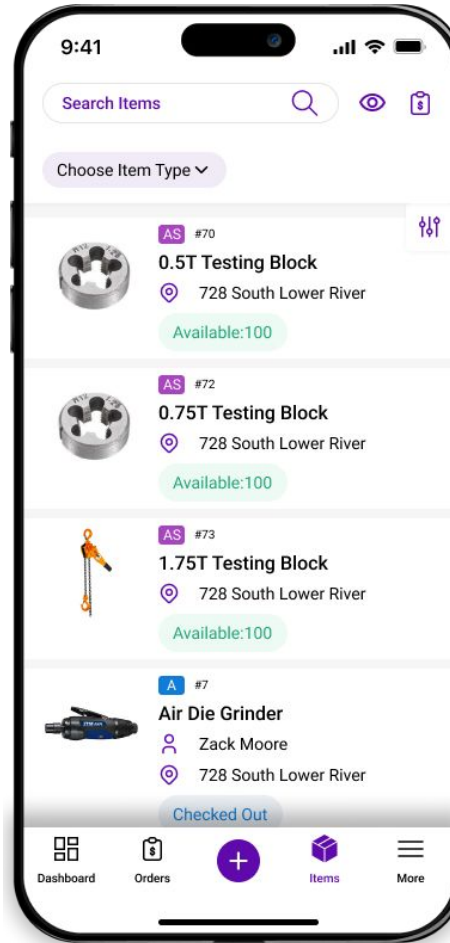 9:41
Search Items
Choose Item Type
AS #70
0.5T Testing Block
728 South Lower River
Available:100
AS #72
0.75T Testing Block
728 South Lower River
Available:100
AS #73
1.75T Testing Block
728 South Lower River
Available:100
A #7
Air Die Grinder
Zack Moore
728 South Lower River
Checked Out
Dashboard Orders Items More